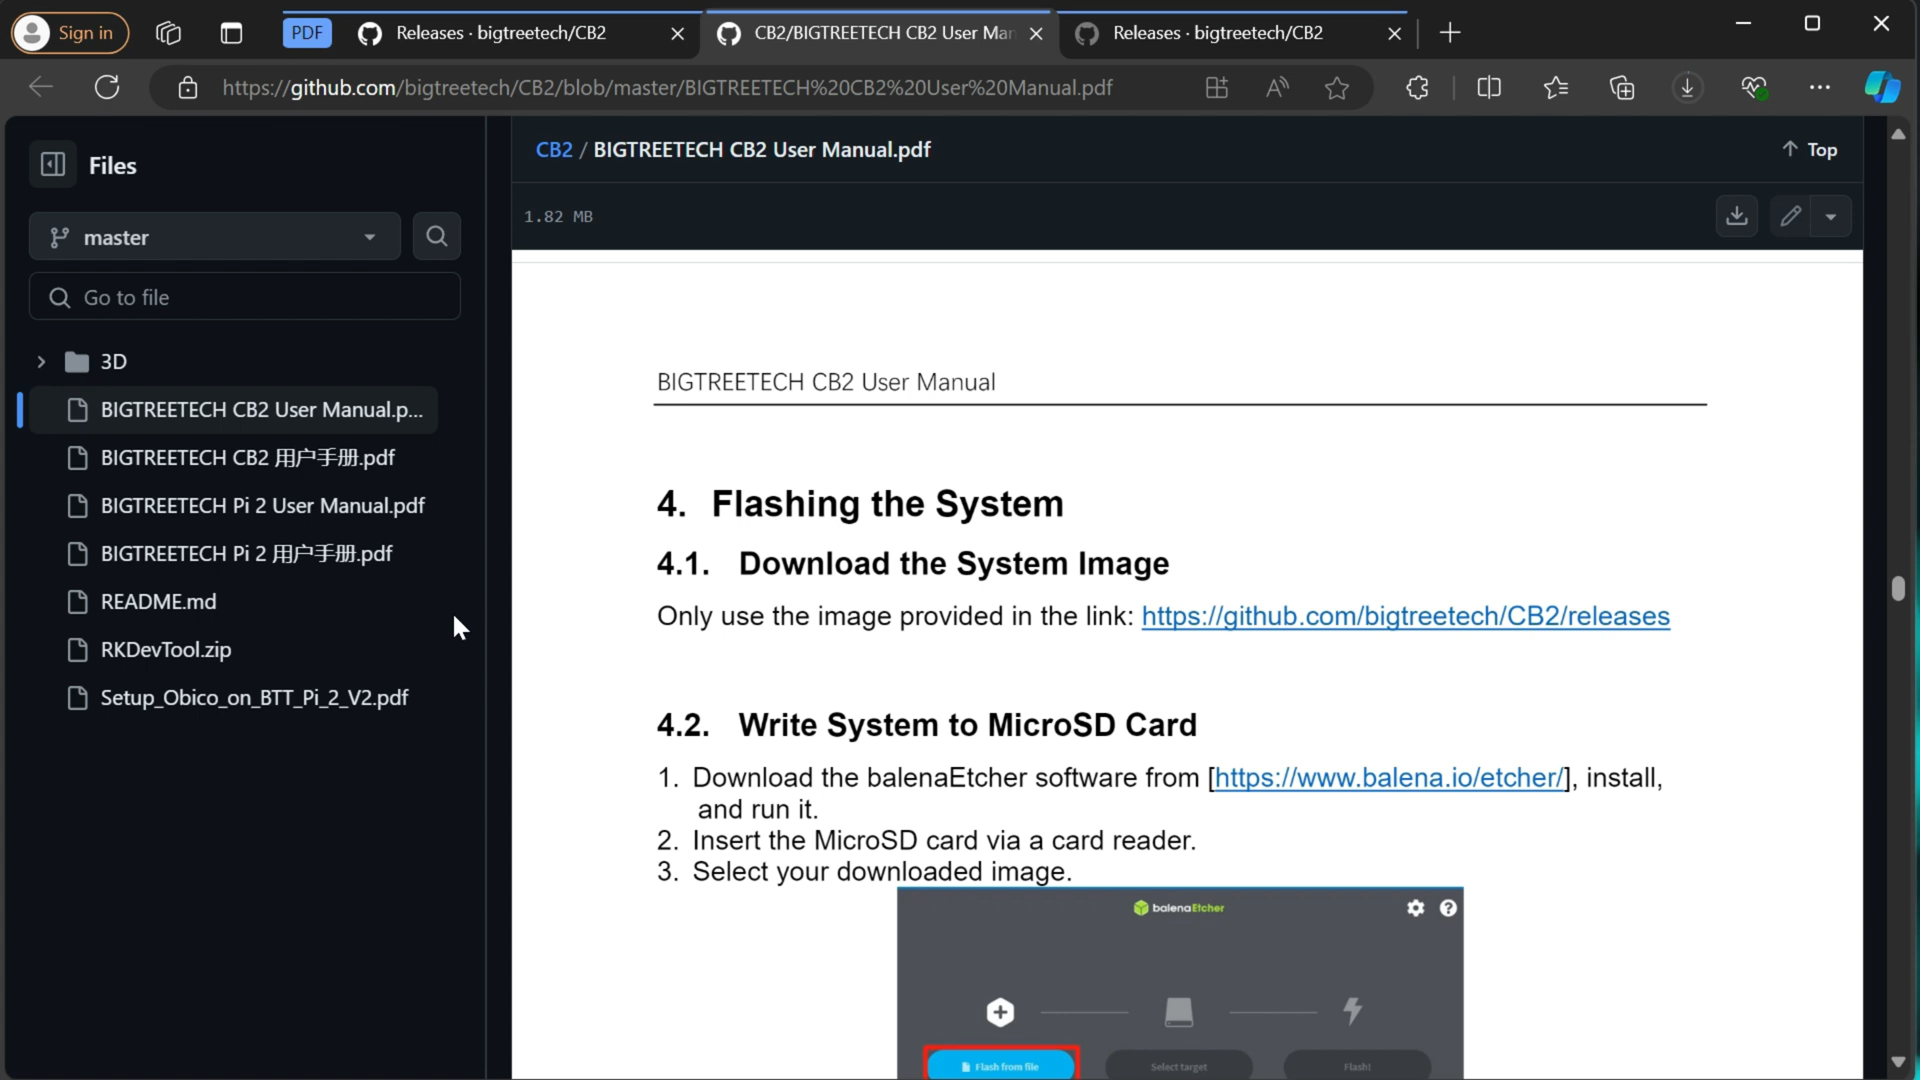 Sign in
PDF
Releases · bigtreetech/CB2
CB2/BIGTREETECH CB2 User Man
Releases · bigtreetech/CB2
https://github.com/bigtreetech/CB2/blob/master/BIGTREETECH%20CB2%20User%20Manual.pdf
Files
master
Go to file
3D
BIGTREETECH CB2 User Manual.p...
BIGTREETECH CB2 用户手册.pdf
BIGTREETECH Pi 2 User Manual.pdf
BIGTREETECH Pi 2 用户手册.pdf
README.md
RKDevTool.zip
Setup_Obico_on_BTT_Pi_2_V2.pdf
CB2 / BIGTREETECH CB2 User Manual.pdf
Top
1.82 MB
BIGTREETECH CB2 User Manual
4. Flashing the System
4.1. Download the System Image
Only use the image provided in the link: https://github.com/bigtreetech/CB2/releases
4.2. Write System to MicroSD Card
1. Download the balenaEtcher software from [https://www.balena.io/etcher/], install,
and run it.
2. Insert the MicroSD card via a card reader.
3. Select your downloaded image.
balenaEtcher
Flash from file
Select target
Flash!